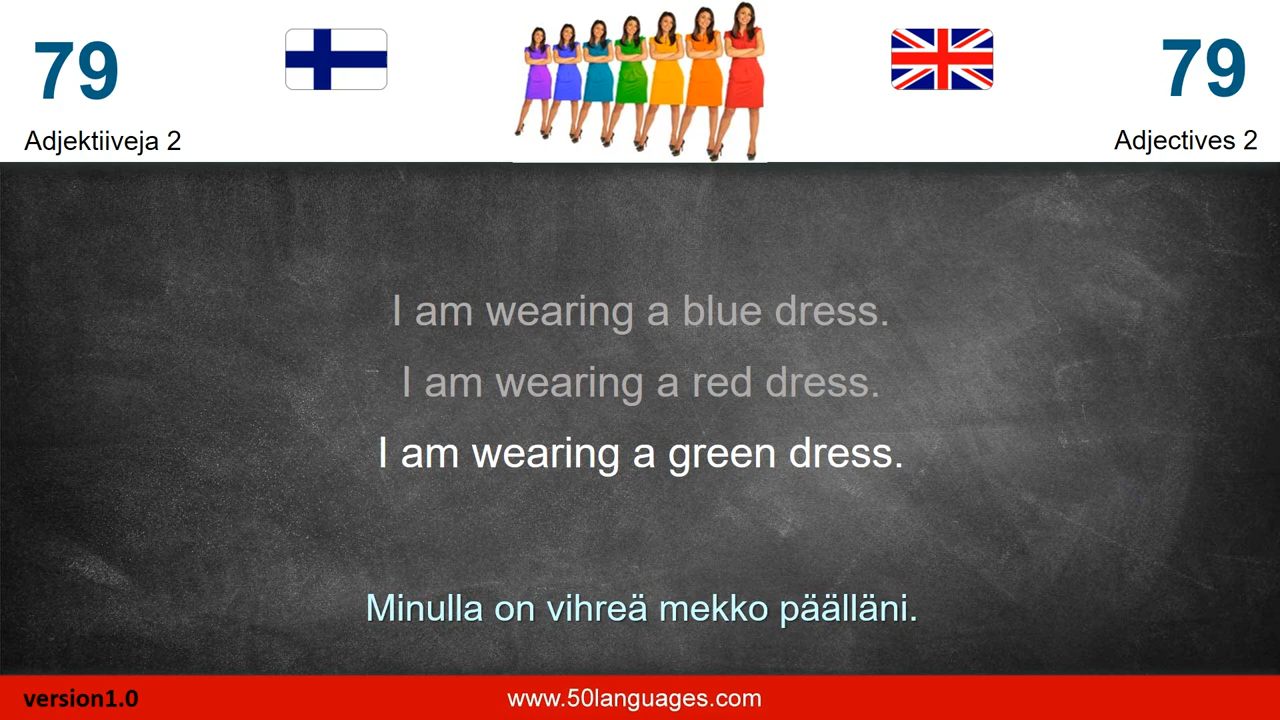 79
79
Adjektiiveja 2
Adjectives 2
I am wearing a blue dress.
I am wearing a red dress.
I am wearing a green dress.
Minulla on vihreä mekko päälläni.
version1.0
www.50languages.com